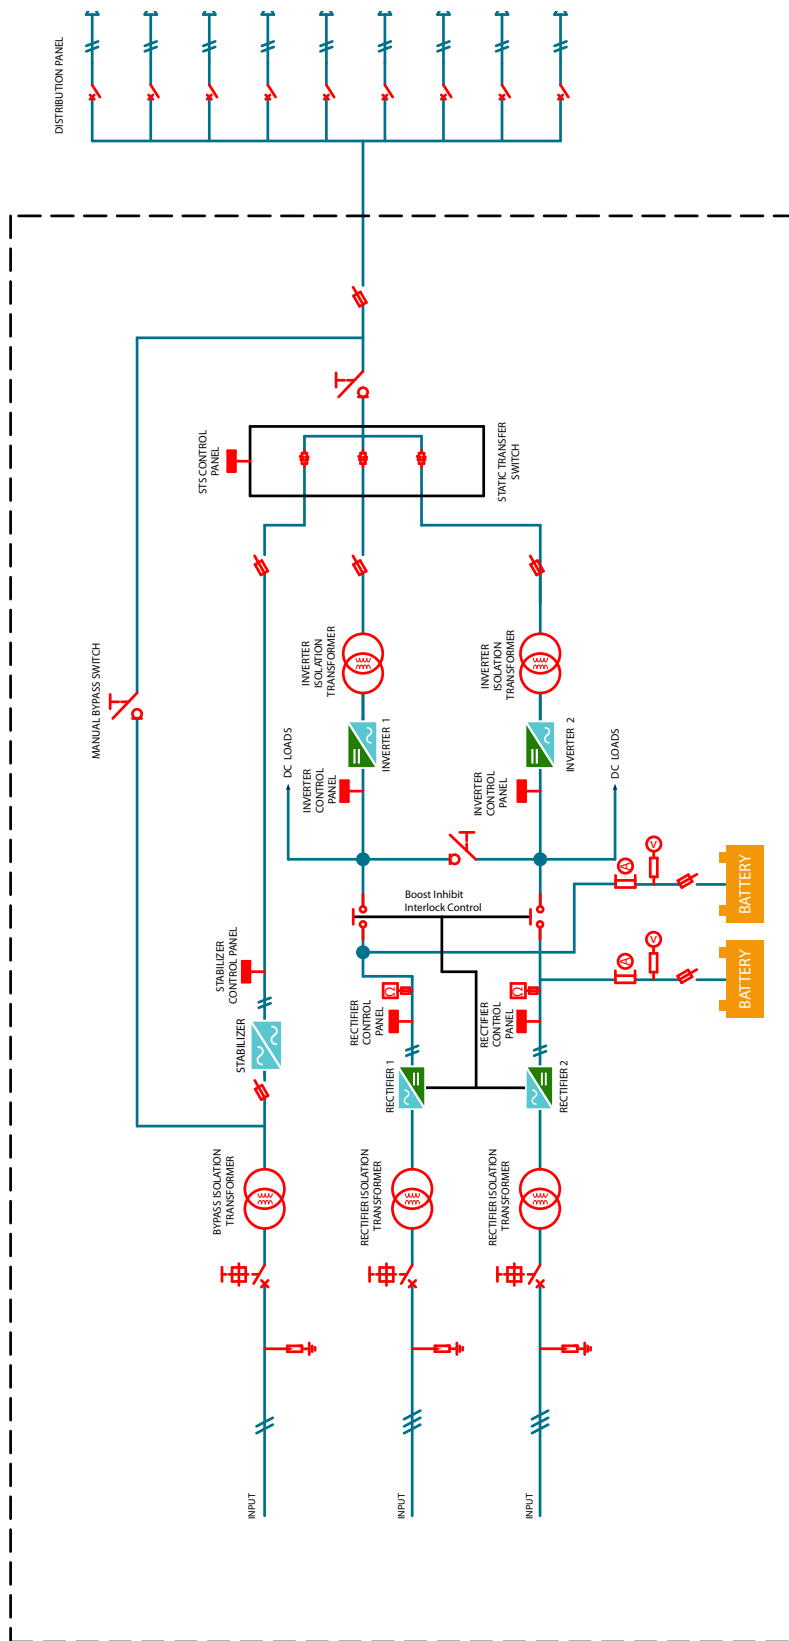 DISTRIBUTION PANEL
STS CONTROL
PANEL
STATIC TRANSFER
SWITCH
MANUAL BYPASS SWITCH
INVERTER
ISOLATION
TRANSFORMER
INVERTER
ISOLATION
TRANSFORMER
INVERTER 1
INVERTER 2
DC LOADS
INVERTER
CONTROL
PANEL
INVERTER
CONTROL
PANEL
DC LOADS
Boost Inhibit
Interlock Control
A
V
BATTERY
A
V
BATTERY
STABILIZER
CONTROL PANEL
STABILIZER
Ω
RECTIFIER
CONTROL
PANEL
Ω
RECTIFIER
CONTROL
PANEL
RECTIFIER 1
RECTIFIER 2
BYPASS ISOLATION
TRANSFORMER
RECTIFIER ISOLATION
TRANSFORMER
RECTIFIER ISOLATION
TRANSFORMER
INPUT
INPUT
INPUT